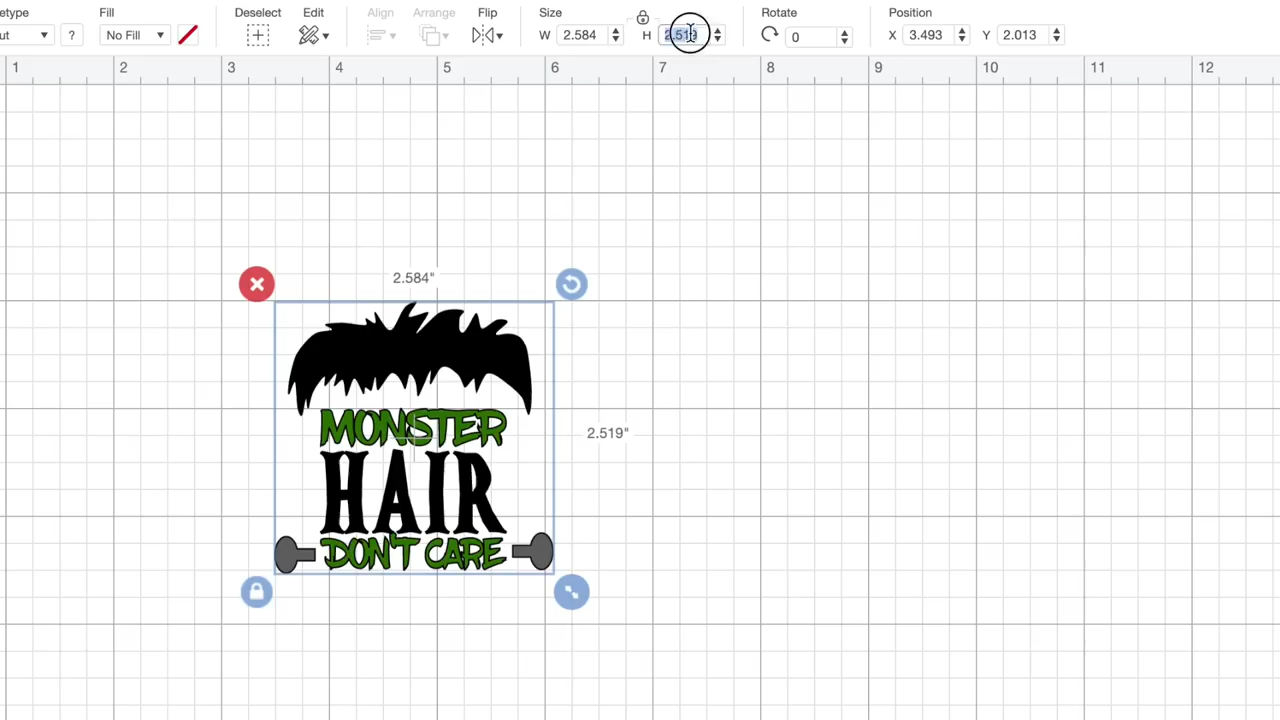 etype Fill Deselect Edit Align Arrange Flip Size Rotate Position
ut ? No Fill W 2.584 H 2.519 0 X 3.493 Y 2.013
1 2 3 4 5 6 7 8 9 10 11 12
2.584"
MONSTER
2.519"
HAIR
DON'T CARE